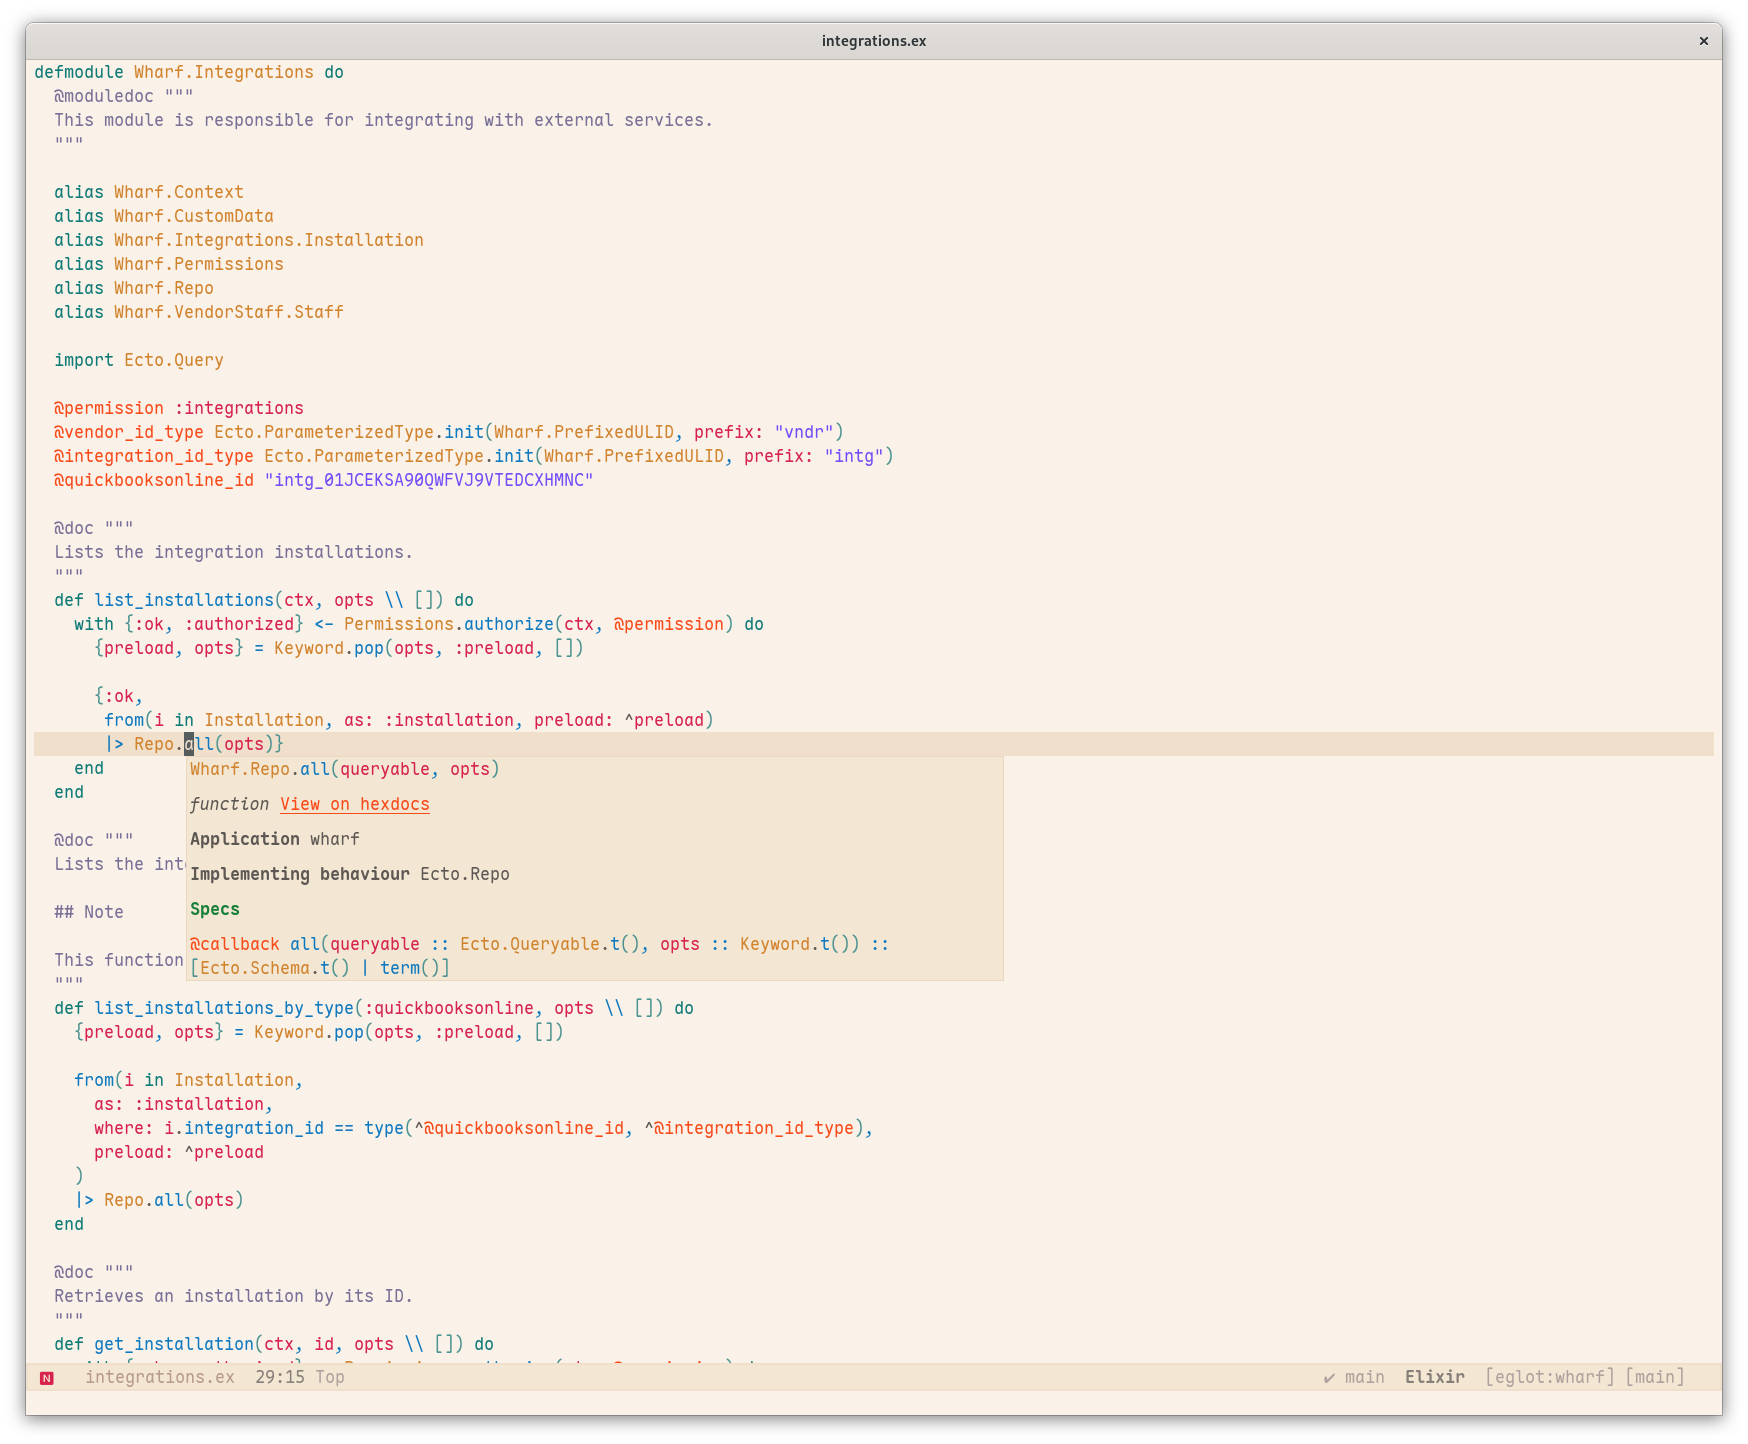 integrations.ex ×
defmodule Wharf.Integrations do
  @moduledoc """
  This module is responsible for integrating with external services.
  """

  alias Wharf.Context
  alias Wharf.CustomData
  alias Wharf.Integrations.Installation
  alias Wharf.Permissions
  alias Wharf.Repo
  alias Wharf.VendorStaff.Staff

  import Ecto.Query

  @permission :integrations
  @vendor_id_type Ecto.ParameterizedType.init(Wharf.PrefixedULID, prefix: "vndr")
  @integration_id_type Ecto.ParameterizedType.init(Wharf.PrefixedULID, prefix: "intg")
  @quickbooksonline_id "intg_01JCEKSA90QWFVJ9VTEDCXHMNC"

  @doc """
  Lists the integration installations.
  """
  def list_installations(ctx, opts \\ []) do
    with {:ok, :authorized} <- Permissions.authorize(ctx, @permission) do
      {preload, opts} = Keyword.pop(opts, :preload, [])

      {:ok,
       from(i in Installation, as: :installation, preload: ^preload)
       |> Repo.all(opts)}
    end
  end
Wharf.Repo.all(queryable, opts)
function View on hexdocs
Application wharf
Implementing behaviour Ecto.Repo
Specs
@callback all(queryable :: Ecto.Queryable.t(), opts :: Keyword.t()) ::
[Ecto.Schema.t() | term()]

  @doc """
  Lists the int

  ## Note

  This function
  """
  def list_installations_by_type(:quickbooksonline, opts \\ []) do
    {preload, opts} = Keyword.pop(opts, :preload, [])

    from(i in Installation,
      as: :installation,
      where: i.integration_id == type(^@quickbooksonline_id, ^@integration_id_type),
      preload: ^preload
    )
    |> Repo.all(opts)
  end

  @doc """
  Retrieves an installation by its ID.
  """
  def get_installation(ctx, id, opts \\ []) do
N integrations.ex 29:15 Top ✔ main Elixir [eglot:wharf] [main]